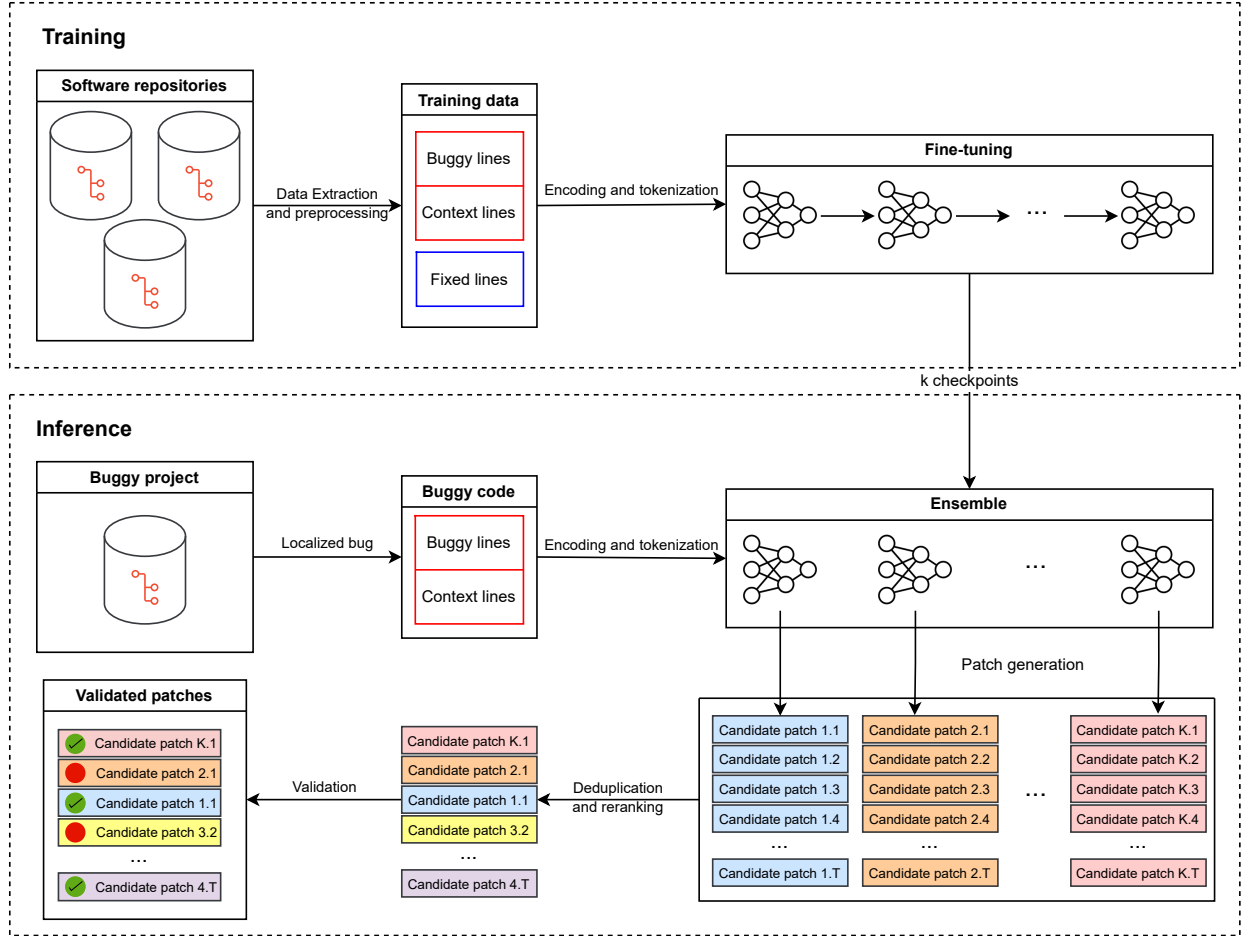 Training
Software repositories
Data Extraction
and preprocessing
Training data
Buggy lines
Context lines
Fixed lines
Encoding and tokenization
Fine-tuning
...
k checkpoints
Inference
Buggy project
Localized bug
Buggy code
Buggy lines
Context lines
Encoding and tokenization
Ensemble
...
Patch generation
Candidate patch 1.1
Candidate patch 1.2
Candidate patch 1.3
Candidate patch 1.4
...
Candidate patch 1.T
Candidate patch 2.1
Candidate patch 2.2
Candidate patch 2.3
Candidate patch 2.4
...
Candidate patch 2.T
...
Candidate patch K.1
Candidate patch K.2
Candidate patch K.3
Candidate patch K.4
...
Candidate patch K.T
Deduplication
and reranking
Candidate patch K.1
Candidate patch 2.1
Candidate patch 1.1
Candidate patch 3.2
...
Candidate patch 4.T
Validation
Validated patches
Candidate patch K.1
Candidate patch 2.1
Candidate patch 1.1
Candidate patch 3.2
...
Candidate patch 4.T